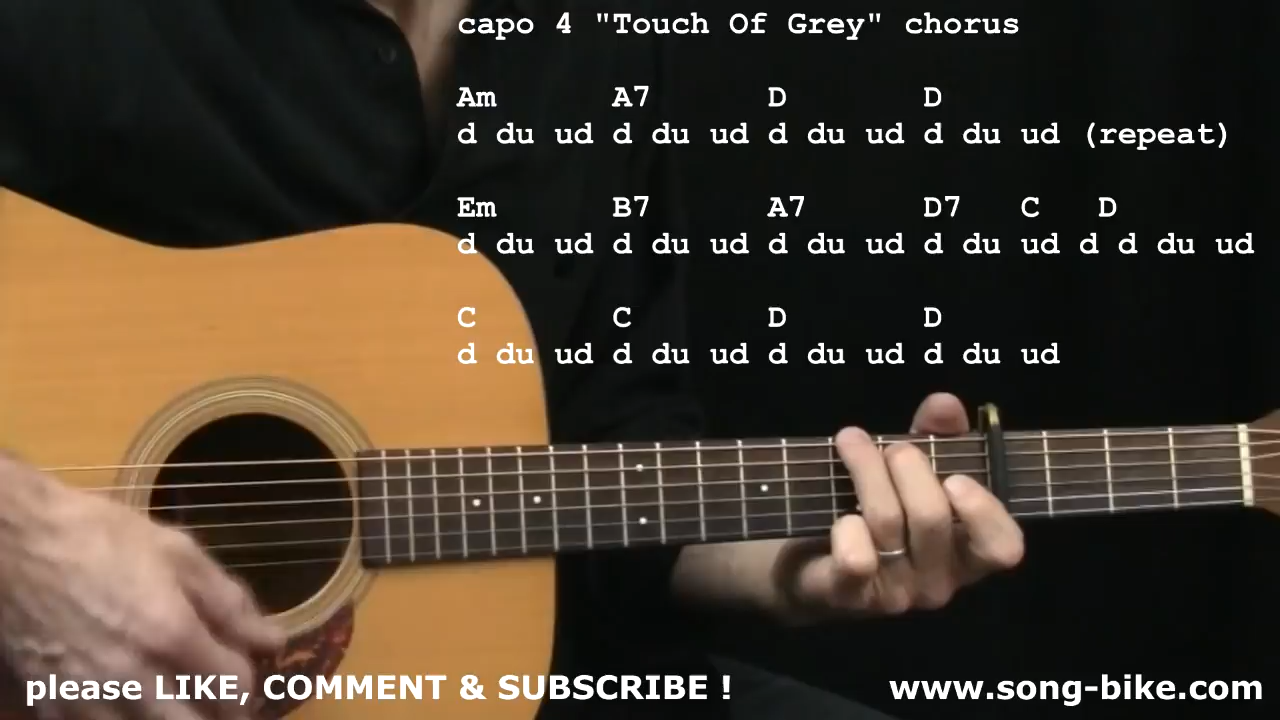 capo 4 "Touch Of Grey" chorus
Am A7 D D
d du ud d du ud d du ud d du ud (repeat)
Em B7 A7 D7 C D
d du ud d du ud d du ud d du ud d d du ud
C C D D
d du ud d du ud d du ud d du ud
please LIKE, COMMENT & SUBSCRIBE ! www.song-bike.com